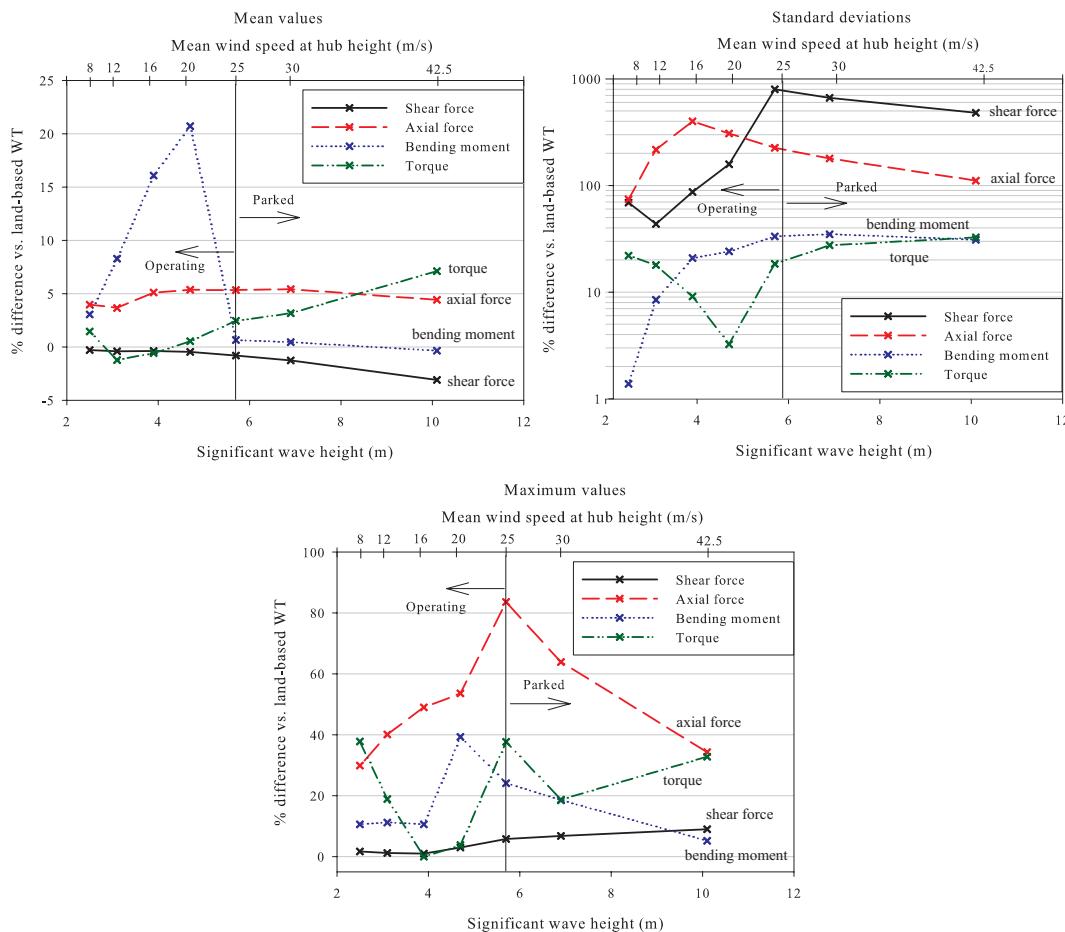 Mean values
Mean wind speed at hub height (m/s)
8 12 16 20 25 30 42.5
25
20
15
10
5
0
-5
% difference vs. land-based WT
Shear force
Axial force
Bending moment
Torque
Parked
Operating
torque
axial force
bending moment
shear force
2 4 6 8 10 12
Significant wave height (m)
Standard deviations
Mean wind speed at hub height (m/s)
8 12 16 20 25 30 42.5
1000
100
10
1
% difference vs. land-based WT
shear force
Parked
Operating
axial force
bending moment
torque
Shear force
Axial force
Bending moment
Torque
2 4 6 8 10 12
Significant wave height (m)
Maximum values
Mean wind speed at hub height (m/s)
8 12 16 20 25 30 42.5
100
80
60
40
20
0
% difference vs. land-based WT
Shear force
Axial force
Bending moment
Torque
Operating
Parked
axial force
torque
shear force
bending moment
2 4 6 8 10 12
Significant wave height (m)